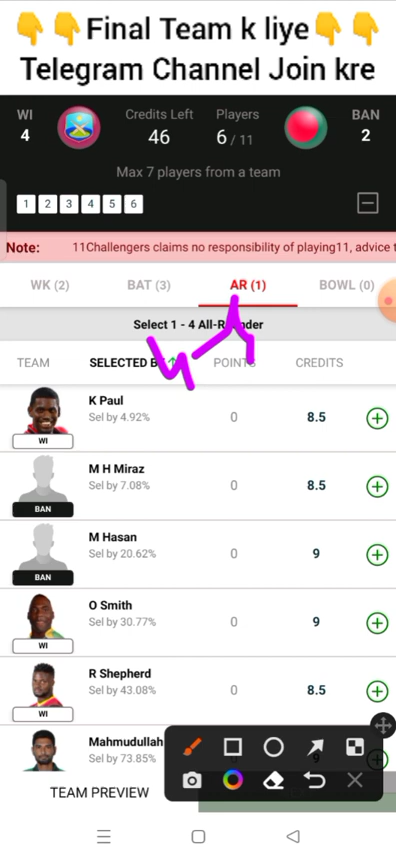 👇👇Final Team k liye👇👇
Telegram Channel Join kre
WI Credits Left Players BAN
4 46 6 / 11 2
Max 7 players from a team
1 2 3 4 5 6
Note: 11Challengers claims no responsibility of playing11, advice t
WK (2) BAT (3) AR (1) BOWL (0)
Select 1 - 4 All-Rounder
TEAM SELECTED BY ↑ POINTS CREDITS
K Paul
Sel by 4.92% 0 8.5
WI
M H Miraz
Sel by 7.08% 0 8.5
BAN
M Hasan
Sel by 20.62% 0 9
BAN
O Smith
Sel by 30.77% 0 9
WI
R Shepherd
Sel by 43.08% 0 8.5
WI
Mahmudullah
Sel by 73.85% 9
TEAM PREVIEW